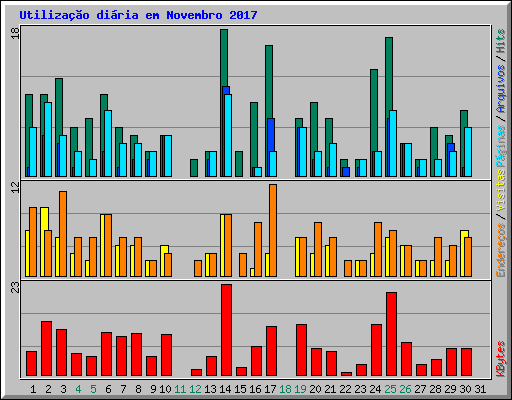 Utilização diária em Novembro 2017
18
12
23
Endereços / Visitas
Páginas / Arquivos / Hits
KBytes
1 2 3 4 5 6 7 8 9 10 11 12 13 14 15 16 17 18 19 20 21 22 23 24 25 26 27 28 29 30 31